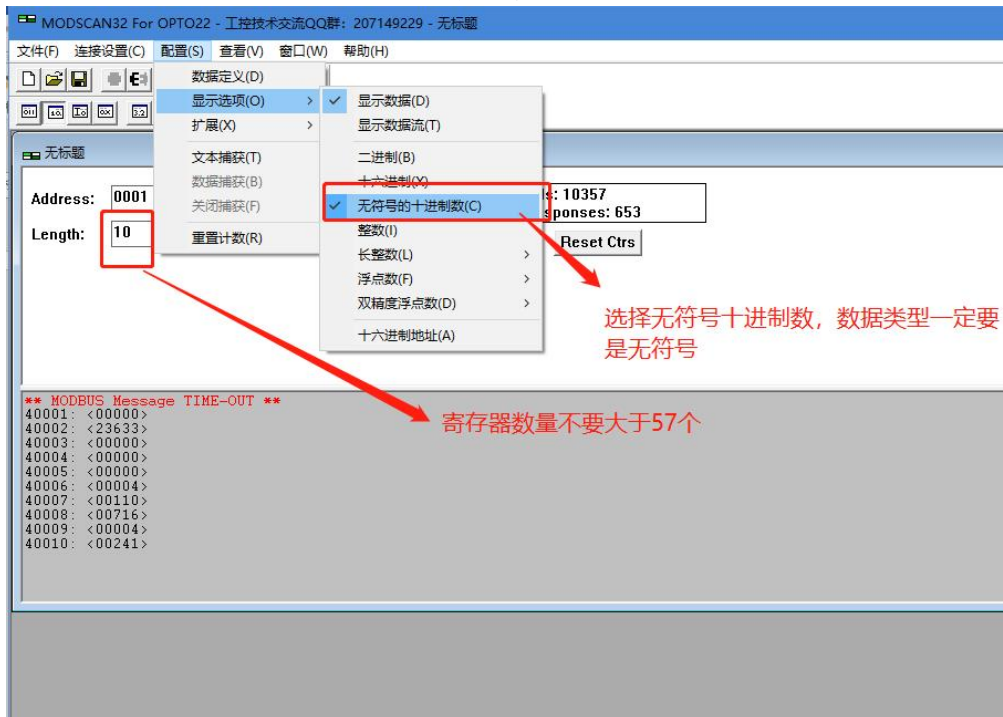 MODSCAN32 For OPTO22 - 工控技术交流QQ群：207149229 - 无标题
文件(F) 连接设置(C) 配置(S) 查看(V) 窗口(W) 帮助(H)
数据定义(D)
显示选项(O)
扩展(X)
文本捕获(T)
数据捕获(B)
关闭捕获(F)
重置计数(R)
显示数据(D)
显示数据流(T)
二进制(B)
十六进制(X)
无符号的十进制数(C)
整数(I)
长整数(L)
浮点数(F)
双精度浮点数(D)
十六进制地址(A)
无标题
Address: 0001
Length: 10
s: 10357
sponses: 653
Reset Ctrs
选择无符号十进制数，数据类型一定要
是无符号
寄存器数量不要大于57个
** MODBUS Message TIME-OUT **
40001: <00000>
40002: <23633>
40003: <00000>
40004: <00000>
40005: <00000>
40006: <00004>
40007: <00110>
40008: <00716>
40009: <00004>
40010: <00241>